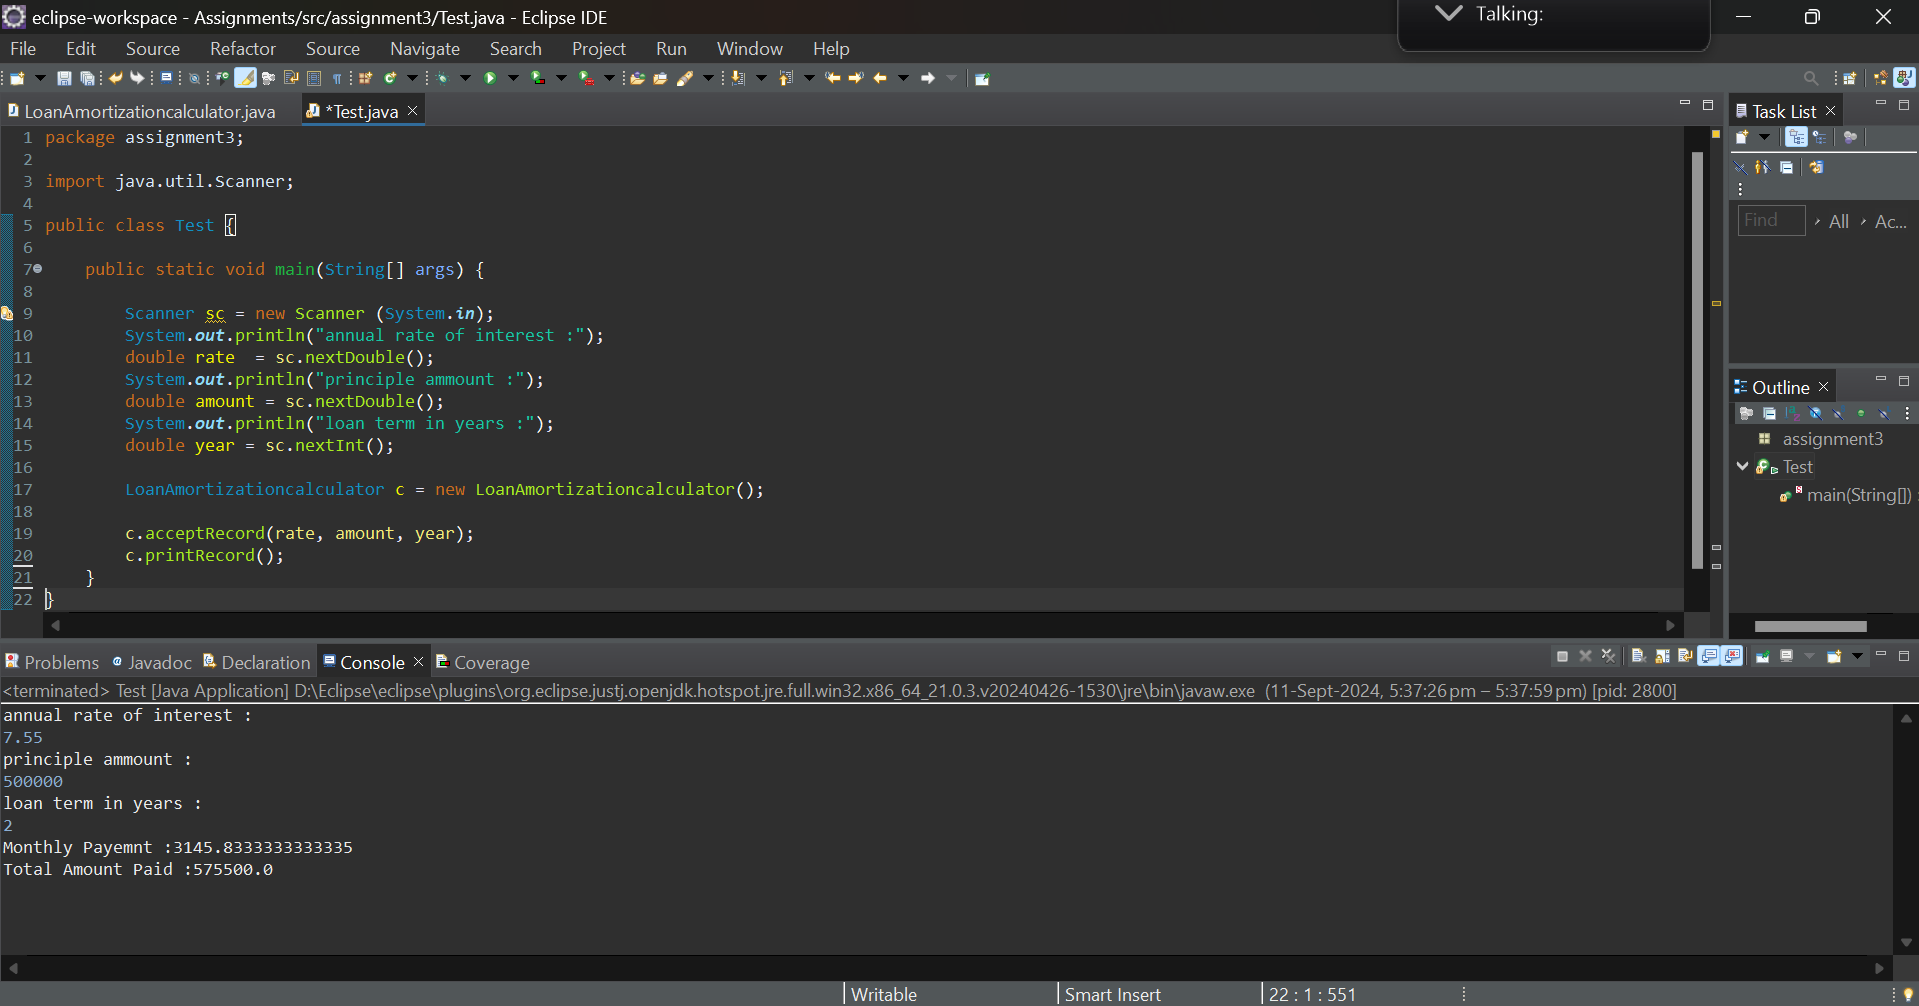 eclipse-workspace - Assignments/src/assignment3/Test.java - Eclipse IDE
Talking:
File Edit Source Refactor Source Navigate Search Project Run Window Help
LoanAmortizationcalculator.java *Test.java
1 package assignment3;
2
3 import java.util.Scanner;
4
5 public class Test {
6
7 public static void main(String[] args) {
8
9 Scanner sc = new Scanner (System.in);
10 System.out.println("annual rate of interest :");
11 double rate  = sc.nextDouble();
12 System.out.println("principle ammount :");
13 double amount = sc.nextDouble();
14 System.out.println("loan term in years :");
15 double year = sc.nextInt();
16
17 LoanAmortizationcalculator c = new LoanAmortizationcalculator();
18
19 c.acceptRecord(rate, amount, year);
20 c.printRecord();
21 }
22 }
Task List
Find All Ac...
Outline
assignment3
Test
main(String[]) :
Problems Javadoc Declaration Console Coverage
<terminated> Test [Java Application] D:\Eclipse\eclipse\plugins\org.eclipse.justj.openjdk.hotspot.jre.full.win32.x86_64_21.0.3.v20240426-1530\jre\bin\javaw.exe (11-Sept-2024, 5:37:26 pm – 5:37:59 pm) [pid: 2800]
annual rate of interest :
7.55
principle ammount :
500000
loan term in years :
2
Monthly Payemnt :3145.8333333333335
Total Amount Paid :575500.0
Writable Smart Insert 22 : 1 : 551